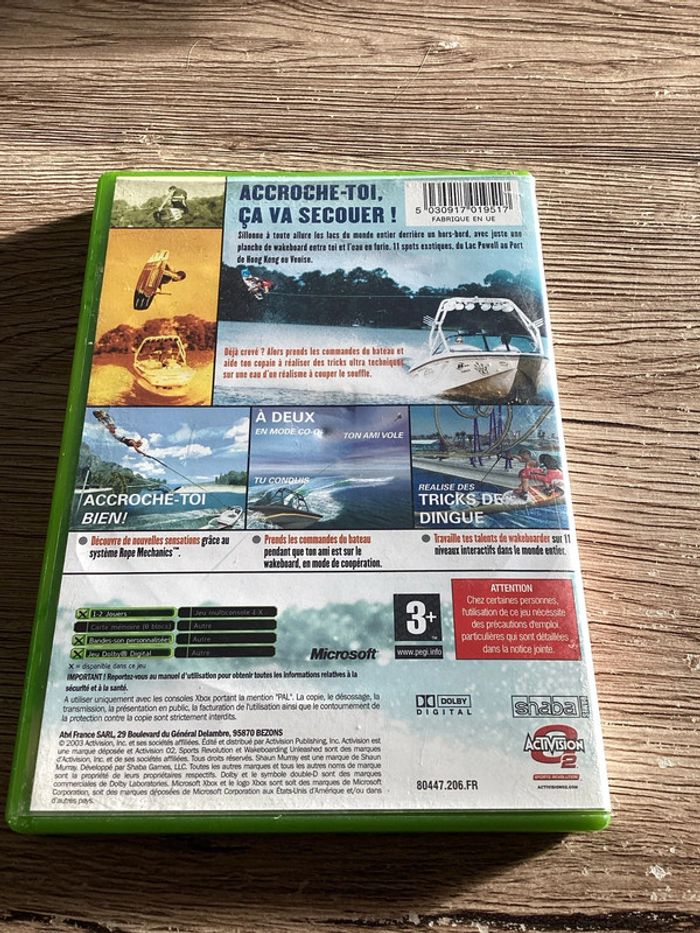 ACCROCHE-TOI,
ÇA VA SECOUER !
5 030917 019517
FABRIQUE EN UE
Sillonne à toute allure les lacs du monde entier derrière un hors-bord, avec juste une
planche de wakeboard entre toi et l'eau en furie. 11 spots exotiques, du Lac Powell au Port
de Hong Kong ou Venise.
Déjà crevé ? Alors prends les commandes du bateau et
aide ton copain à réaliser des tricks ultra techniques
sur une eau d'un réalisme à couper le souffle.
ACCROCHE-TOI
BIEN!
À DEUX
EN MODE CO-O
TON AMI VOLE
TU CONDUIS
REALISE DES
TRICKS DE
DINGUE
Découvre de nouvelles sensations grâce au
système Rope Mechanics™.
Prends les commandes du bateau
pendant que ton ami est sur le
wakeboard, en mode de coopération.
Travaille tes talents de wakeboarder sur 11
niveaux interactifs dans le monde entier.
X 1-2 Joueurs
Carte mémoire (8 blocs)
X Bandes-son personnalisées
X Jeu Dolby® Digital
Jeu multiconsole 2 X
Autre
Autre
Autre
X = disponible dans ce jeu
Microsoft
3+
www.pegi.info
ATTENTION
Chez certaines personnes,
l'utilisation de ce jeu nécessite
des précautions d'emploi
particulières qui sont détaillées
dans la notice jointe.
IMPORTANT ! Reportez-vous au manuel d'utilisation pour obtenir toutes les informations relatives à la
sécurité et à la santé.
A utiliser uniquement avec les consoles Xbox portant la mention "PAL". La copie, le désossage, la
transmission, la présentation en public, la facturation de l'utilisation ainsi que le contournement de
la protection contre la copie sont strictement interdits.
Abi France SARL, 29 Boulevard du Général Delambre, 95870 BEZONS
© 2003 Activision, Inc. et ses sociétés affiliées. Édité et distribué par Activision Publishing, Inc. Activision est
une marque déposée et Activision O2, Sports Revolution et Wakeboarding Unleashed sont des marques
d'Activision, Inc. et de ses sociétés affiliées. Tous droits réservés. Shaun Murray est une marque de Shaun
Murray. Développé par Shaba Games, LLC. Toutes les autres marques et tous les autres noms de marque
sont la propriété de leurs propriétaires respectifs. Dolby et le symbole double-D sont des marques
commerciales de Dolby Laboratories. Microsoft Xbox et le logo Xbox sont soit des marques de Microsoft
Corporation, soit des marques déposées de Microsoft Corporation aux États-Unis d'Amérique et/ou dans
d'autres pays.
DOLBY
DIGITAL
shaba
ACTIVISION
O2
SPORTS REVOLUTION
ACTIVISIONO2.COM
80447.206.FR